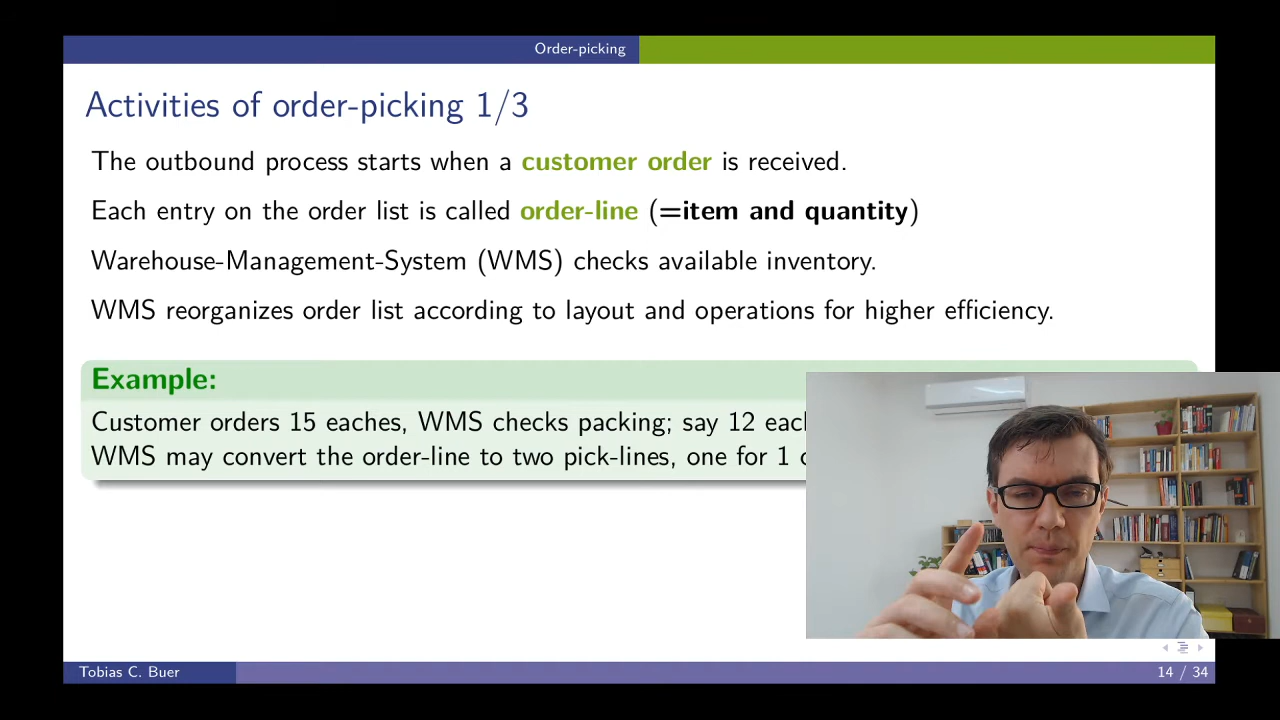 Order-picking
Activities of order-picking 1/3
The outbound process starts when a customer order is received.
Each entry on the order list is called order-line (=item and quantity)
Warehouse-Management-System (WMS) checks available inventory.
WMS reorganizes order list according to layout and operations for higher efficiency.
Example:
Customer orders 15 eaches, WMS checks packing; say 12
WMS may convert the order-line to two pick-lines, one for 1
Tobias C. Buer
14 / 34